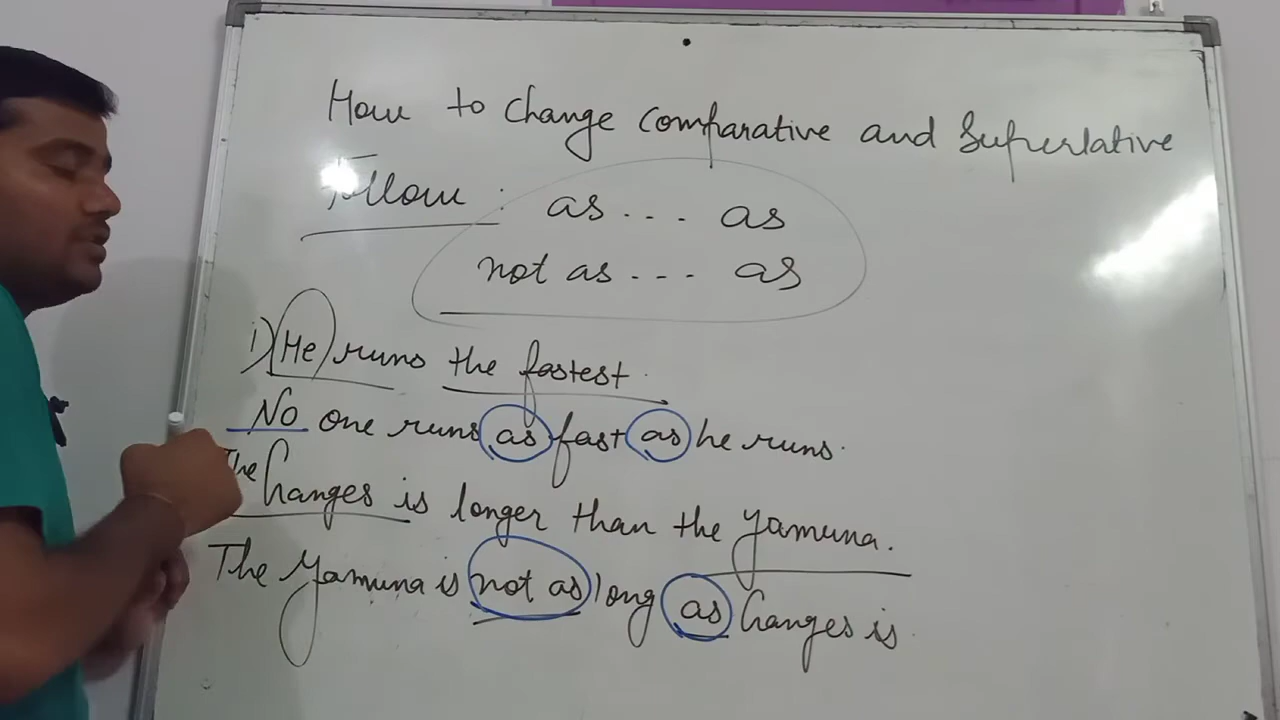 How to change comparative and Superlative
Follow : as ... as
not as ... as
i) He runs the fastest.
No one runs as fast as he runs.
The Ganges is longer than the Yamuna.
The Yamuna is not as long as Ganges is.